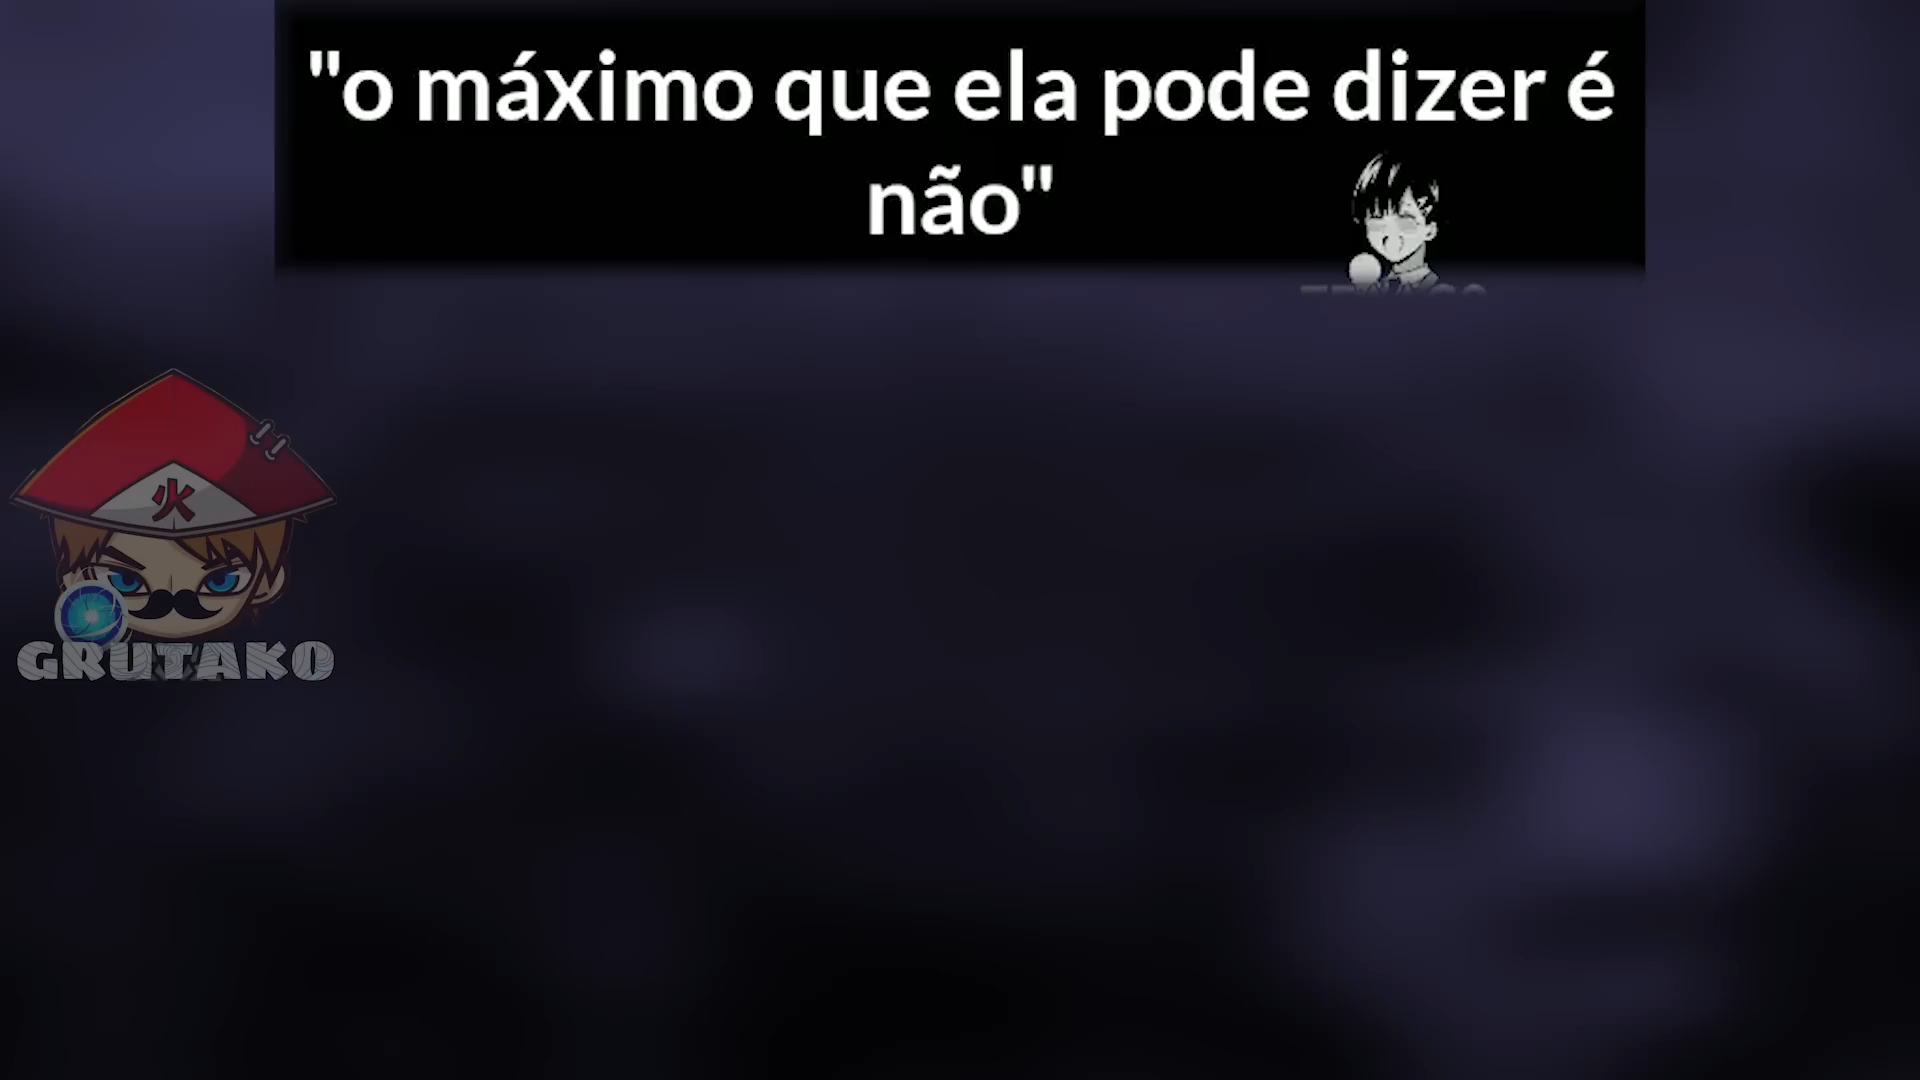 "o máximo que ela pode dizer é
não"
火
GRUTAKO